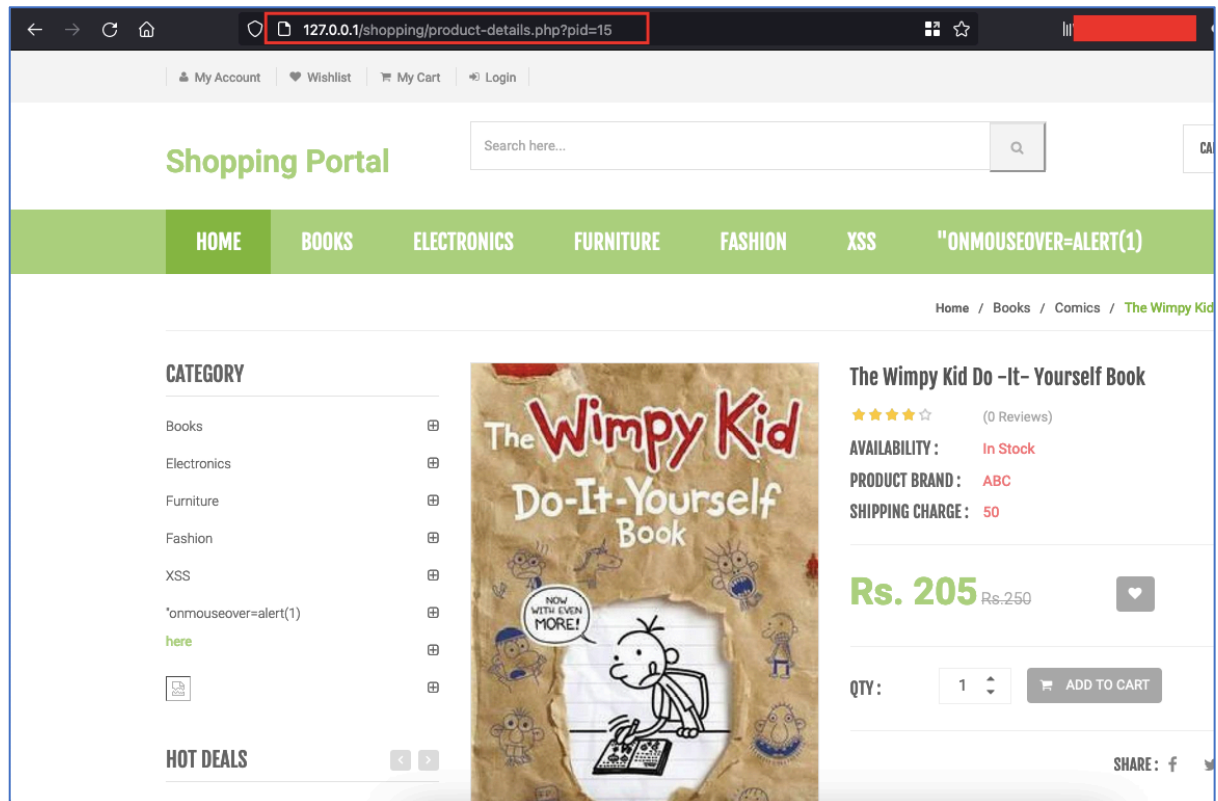 127.0.0.1/shopping/product-details.php?pid=15
My Account Wishlist My Cart Login
Shopping Portal
Search here...
HOME BOOKS ELECTRONICS FURNITURE FASHION XSS "ONMOUSEOVER=ALERT(1)
Home / Books / Comics / The Wimpy Kid
CATEGORY
Books
Electronics
Furniture
Fashion
XSS
"onmouseover=alert(1)
here
HOT DEALS
The Wimpy Kid
Do-It-Yourself
Book
NOW
WITH EVEN
MORE!
The Wimpy Kid Do -It- Yourself Book
(0 Reviews)
AVAILABILITY : In Stock
PRODUCT BRAND : ABC
SHIPPING CHARGE : 50
Rs. 205 Rs.250
QTY : 1 ADD TO CART
SHARE :